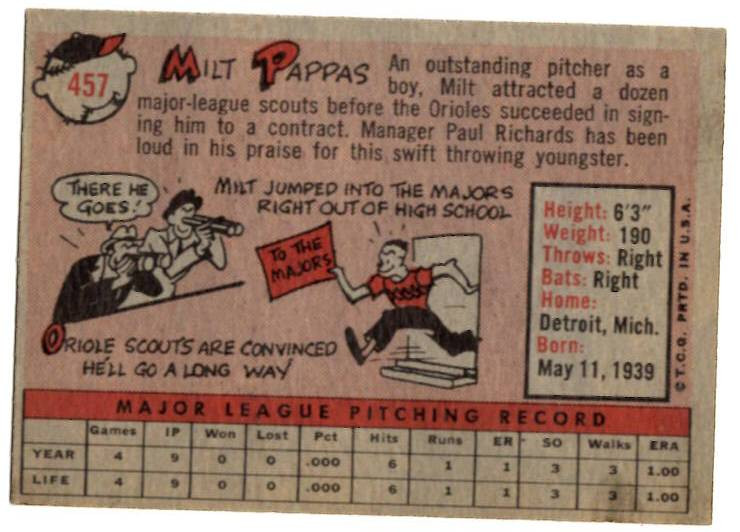 457
MILT PAPPAS
An outstanding pitcher as a
boy, Milt attracted a dozen
major-league scouts before the Orioles succeeded in sign-
ing him to a contract. Manager Paul Richards has been
loud in his praise for this swift throwing youngster.
THERE HE
GOES!
MILT JUMPED INTO THE MAJORS
RIGHT OUT OF HIGH SCHOOL
TO THE
MAJORS
ORIOLE SCOUTS ARE CONVINCED
HE'LL GO A LONG WAY
Height: 6'3"
Weight: 190
Throws: Right
Bats: Right
Home:
Detroit, Mich.
Born:
May 11, 1939
© T.C.G. PRTD. IN U.S.A.
MAJOR LEAGUE PITCHING RECORD
Games IP Won Lost Pct Hits Runs ER SO Walks ERA
YEAR 4 9 0 0 .000 6 1 1 3 3 1.00
LIFE 4 9 0 0 .000 6 1 1 3 3 1.00